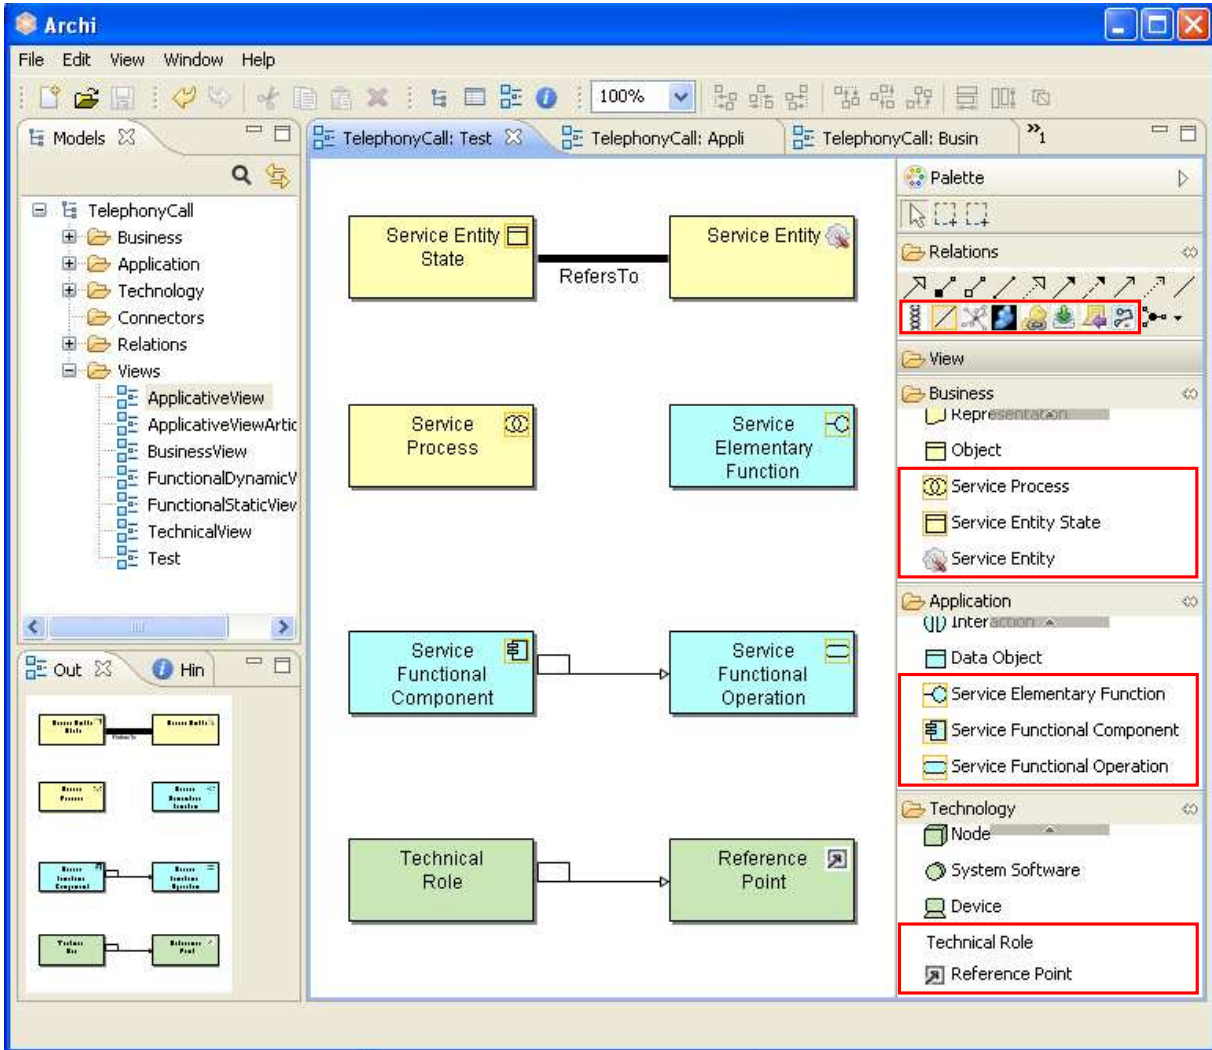 Archi
File Edit View Window Help
100%
Models
TelephonyCall: Test
TelephonyCall: Appli
TelephonyCall: Busin
»1
TelephonyCall
Business
Application
Technology
Connectors
Relations
Views
ApplicativeView
ApplicativeViewArtic
BusinessView
FunctionalDynamicV
FunctionalStaticView
TechnicalView
Test
Out
Hin
Service Entity
State
RefersTo
Service Entity
Service
Process
Service
Elementary
Function
Service
Functional
Component
Service
Functional
Operation
Technical
Role
Reference
Point
Palette
Relations
View
Business
Representation
Object
Service Process
Service Entity State
Service Entity
Application
Interaction
Data Object
Service Elementary Function
Service Functional Component
Service Functional Operation
Technology
Node
System Software
Device
Technical Role
Reference Point